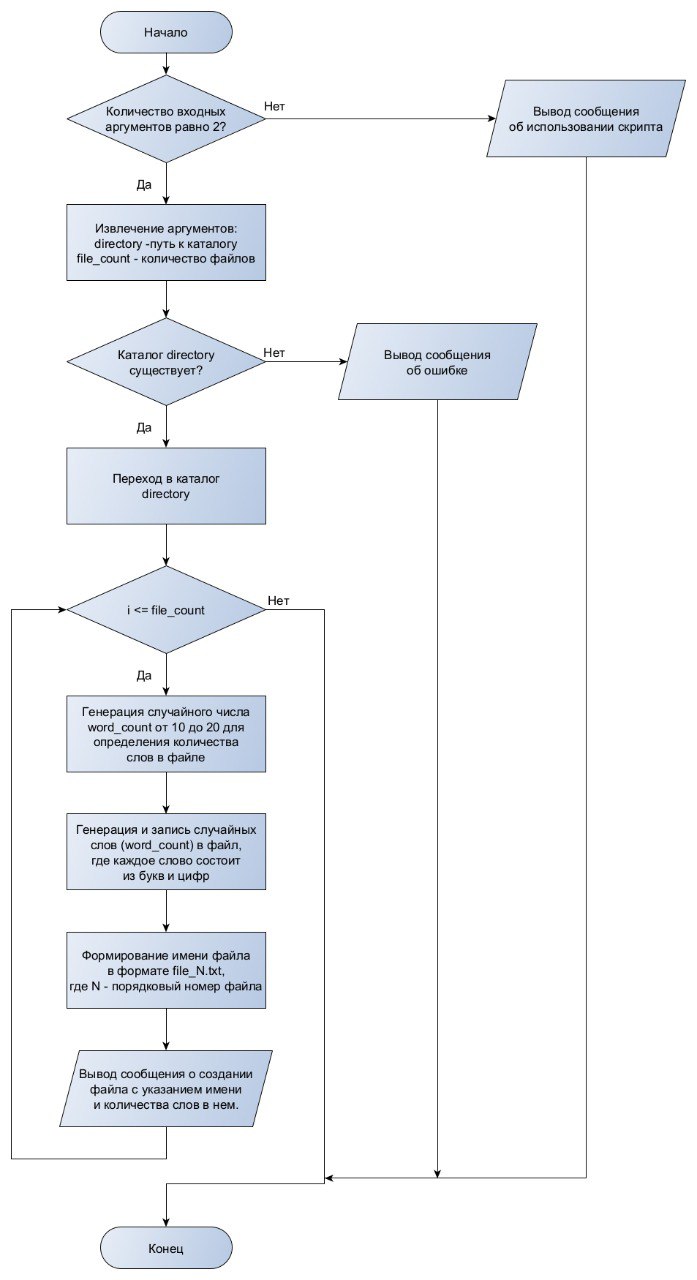 Начало
Количество входных
аргументов равно 2?
Нет
Вывод сообщения
об использовании скрипта
Да
Извлечение аргументов:
directory -путь к каталогу
file_count - количество файлов
Каталог directory
существует?
Нет
Вывод сообщения
об ошибке
Да
Переход в каталог
directory
i <= file_count
Нет
Да
Генерация случайного числа
word_count от 10 до 20 для
определения количества
слов в файле
Генерация и запись случайных
слов (word_count) в файл,
где каждое слово состоит
из букв и цифр
Формирование имени файла
в формате file_N.txt,
где N - порядковый номер файла
Вывод сообщения о создании
файла с указанием имени
и количества слов в нем.
Конец